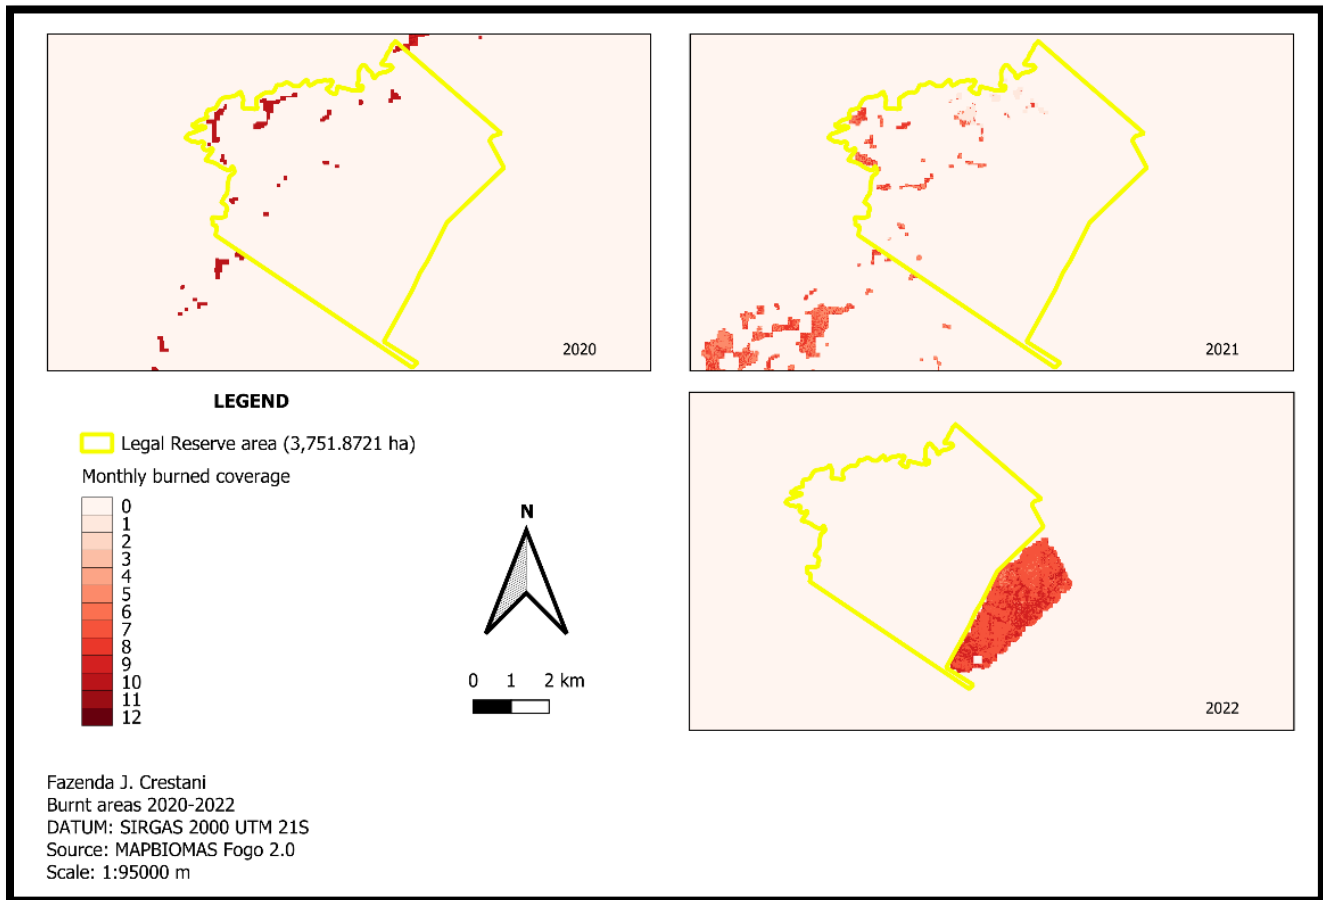 2020
2021
LEGEND
Legal Reserve area (3,751.8721 ha)
Monthly burned coverage
0
1
2
3
4
5
6
7
8
9
10
11
12
N
0 1 2 km
2022
Fazenda J. Crestani
Burnt areas 2020-2022
DATUM: SIRGAS 2000 UTM 21S
Source: MAPBIOMAS Fogo 2.0
Scale: 1:95000 m